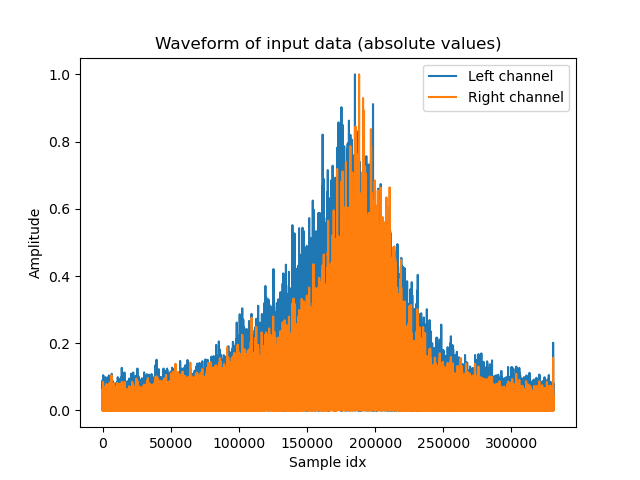 Waveform of input data (absolute values)
Left channel
Right channel
1.0
0.8
0.6
0.4
0.2
0.0
Amplitude
0 50000 100000 150000 200000 250000 300000
Sample idx